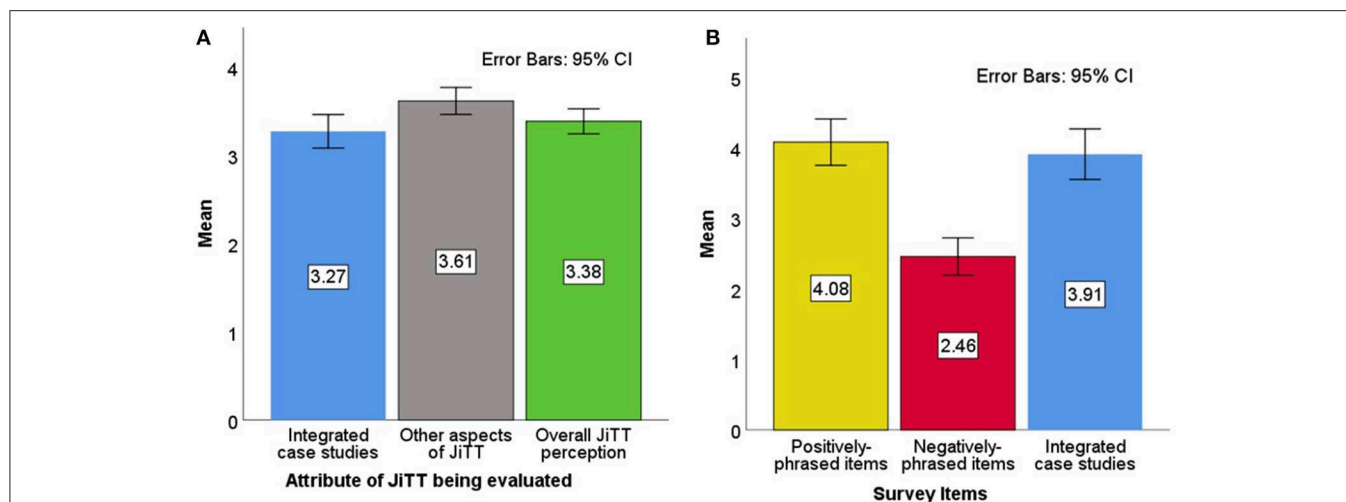 A
Error Bars: 95% CI
Mean
4
3
2
1
0
3.27
3.61
3.38
Integrated
case studies
Other aspects
of JiTT
Overall JiTT
perception
Attribute of JiTT being evaluated
B
Error Bars: 95% CI
Mean
5
4
3
2
1
0
4.08
2.46
3.91
Positively-
phrased items
Negatively-
phrased items
Integrated
case studies
Survey Items